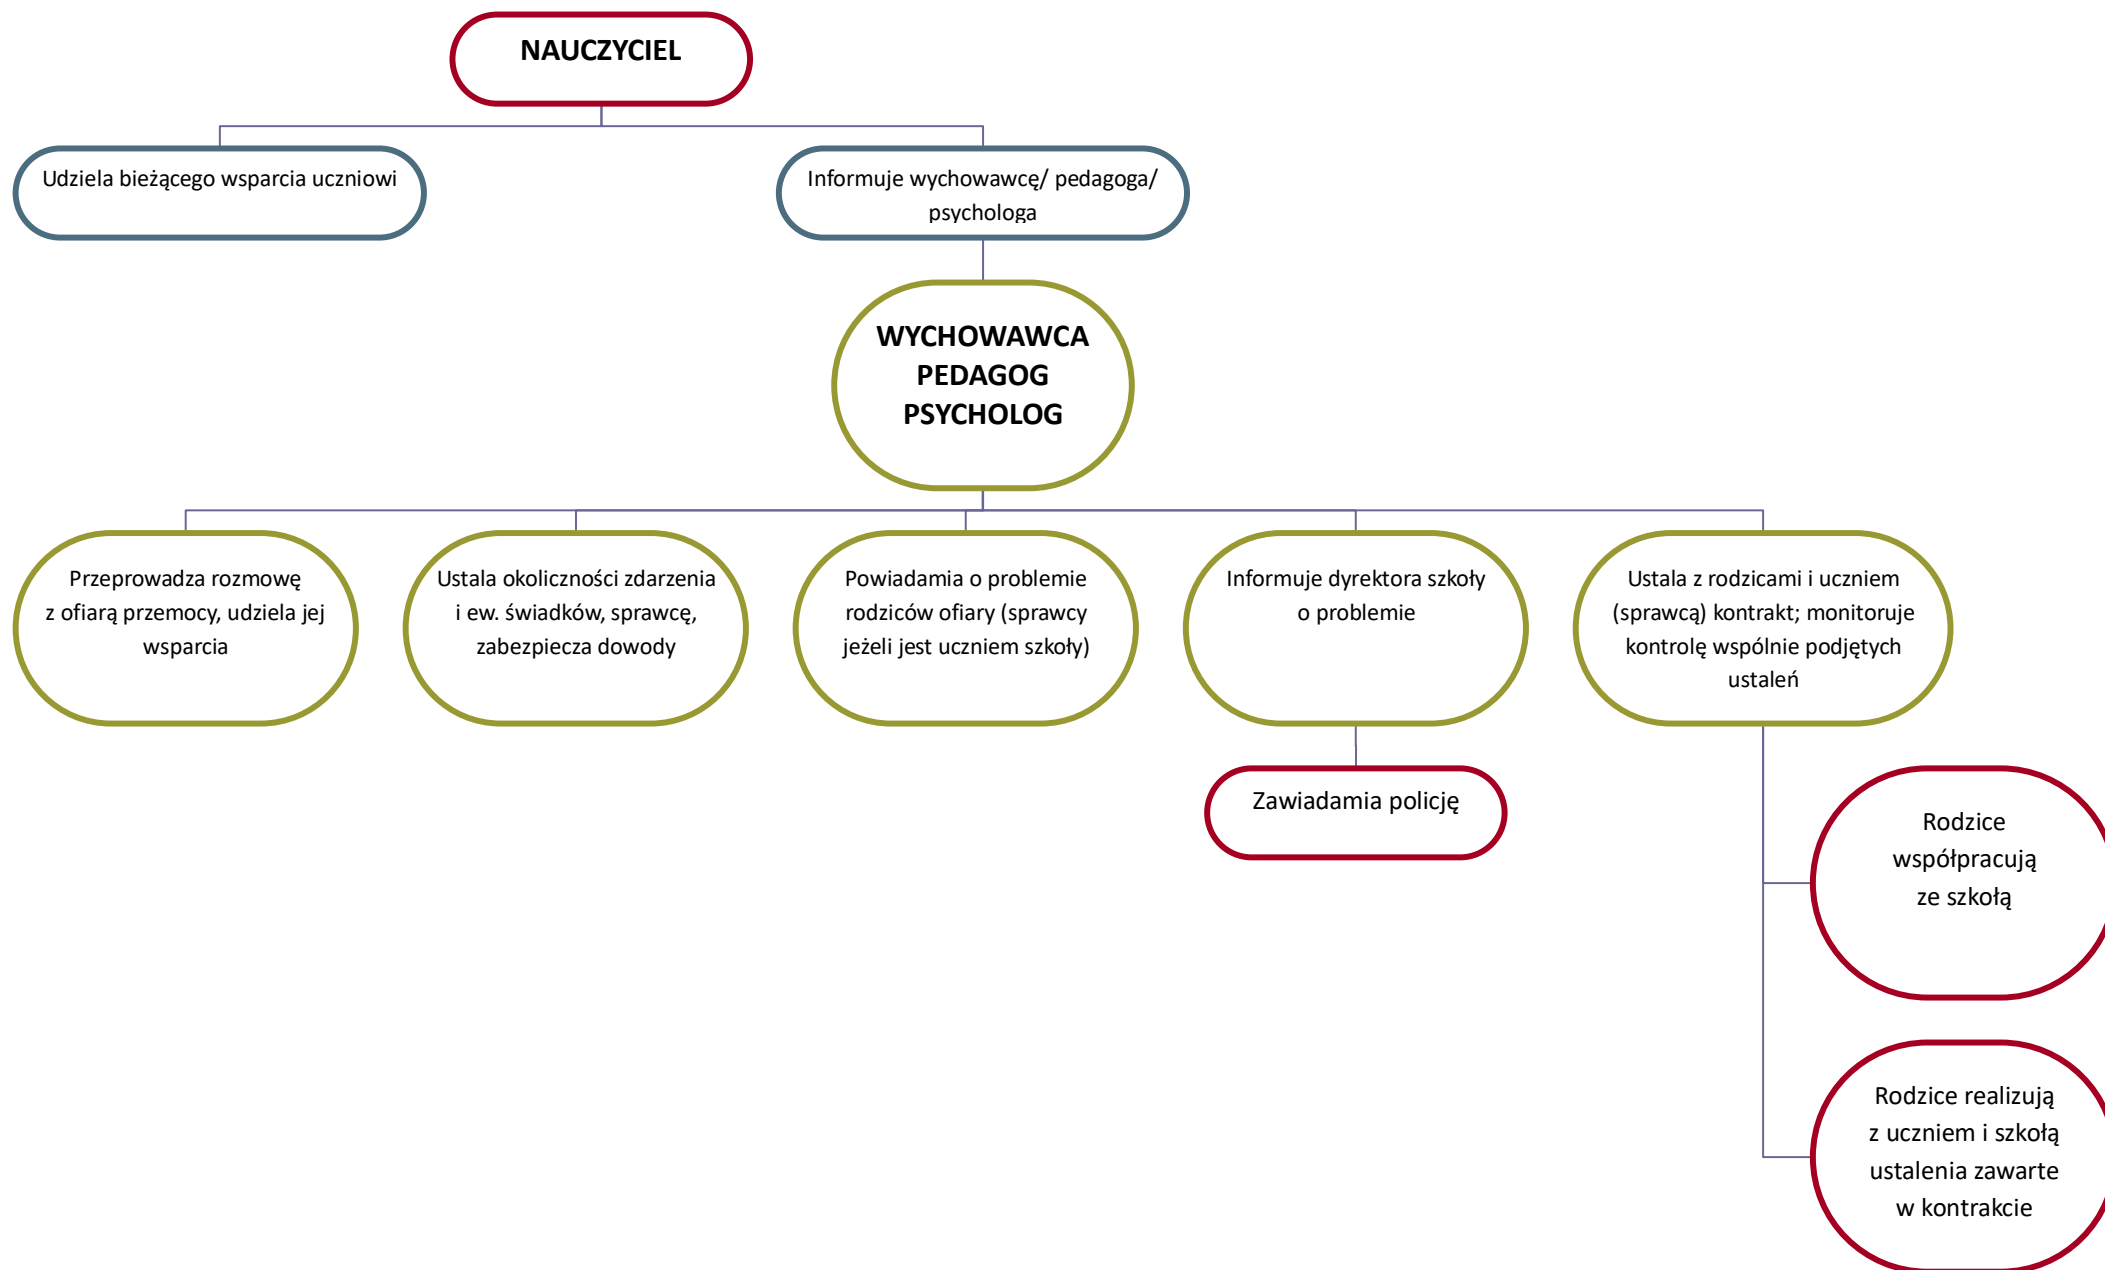 NAUCZYCIEL
Udziela bieżącego wsparcia uczniowi
Informuje wychowawcę/ pedagoga/
psychologa
WYCHOWAWCA
PEDAGOG
PSYCHOLOG
Przeprowadza rozmowę
z ofiarą przemocy, udziela jej
wsparcia
Ustala okoliczności zdarzenia
i ew. świadków, sprawcę,
zabezpiecza dowody
Powiadamia o problemie
rodziców ofiary (sprawcy
jeżeli jest uczniem szkoły)
Informuje dyrektora szkoły
o problemie
Ustala z rodzicami i uczniem
(sprawcą) kontrakt; monitoruje
kontrolę wspólnie podjętych
ustaleń
Zawiadamia policję
Rodzice
współpracują
ze szkołą
Rodzice realizują
z uczniem i szkołą
ustalenia zawarte
w kontrakcie